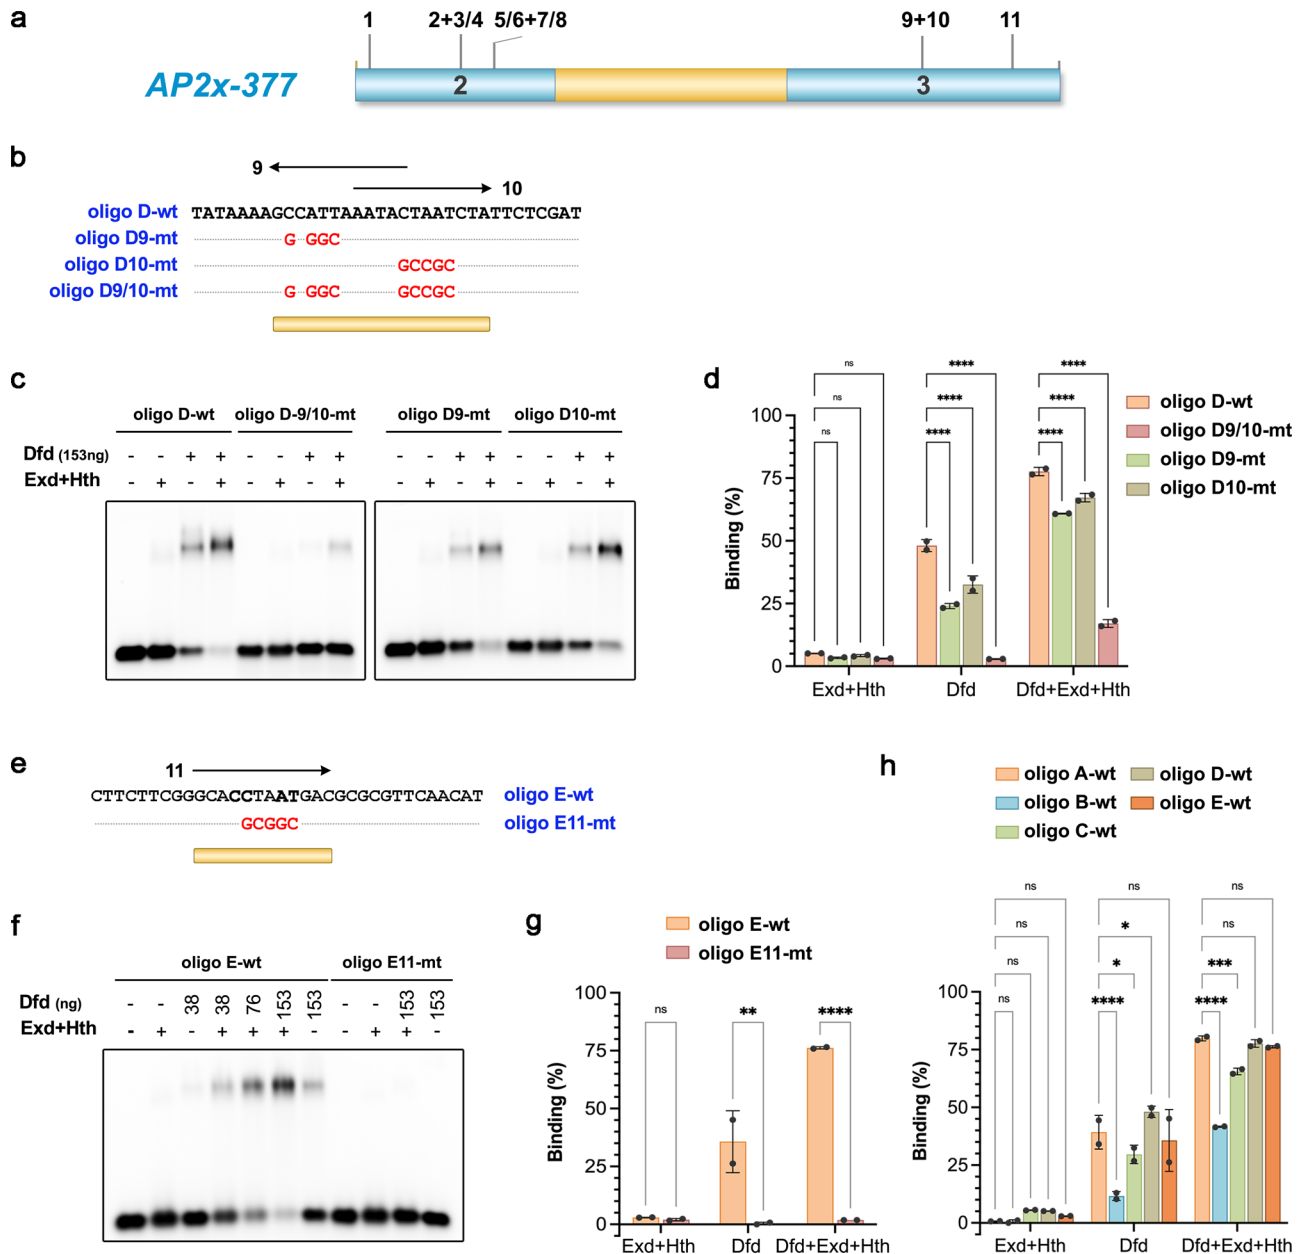 a
1 2+3/4 5/6+7/8 9+10 11
AP2x-377 2 3
b
9
10
oligo D-wt TATAAAAGCCATTAAATACTAATCTATTCTCGAT
oligo D9-mt G GGC
oligo D10-mt GCCGC
oligo D9/10-mt G GGC GCCGC
c
oligo D-wt oligo D-9/10-mt oligo D9-mt oligo D10-mt
Dfd (153ng) - - + + - - + + - - + + - - + +
Exd+Hth - + - + - + - + - + - + - + - +
d
ns **** ****
ns **** ****
ns **** ****
oligo D-wt
oligo D9/10-mt
oligo D9-mt
oligo D10-mt
Binding (%)
100
75
50
25
0
Exd+Hth Dfd Dfd+Exd+Hth
e
11
CTTCTTCGGGCACCTAATGACGCGCGTTCAACAT oligo E-wt
GCGGC oligo E11-mt
f
oligo E-wt oligo E11-mt
Dfd (ng) - - 38 38 76 153 153 - - 153 153
Exd+Hth - + - + + + - - + + -
g
oligo E-wt
oligo E11-mt
Binding (%)
100
75
50
25
0
ns ** ****
Exd+Hth Dfd Dfd+Exd+Hth
h
oligo A-wt oligo D-wt
oligo B-wt oligo E-wt
oligo C-wt
ns ns ns
ns * ns
ns * ***
ns **** ****
Binding (%)
100
75
50
25
0
Exd+Hth Dfd Dfd+Exd+Hth